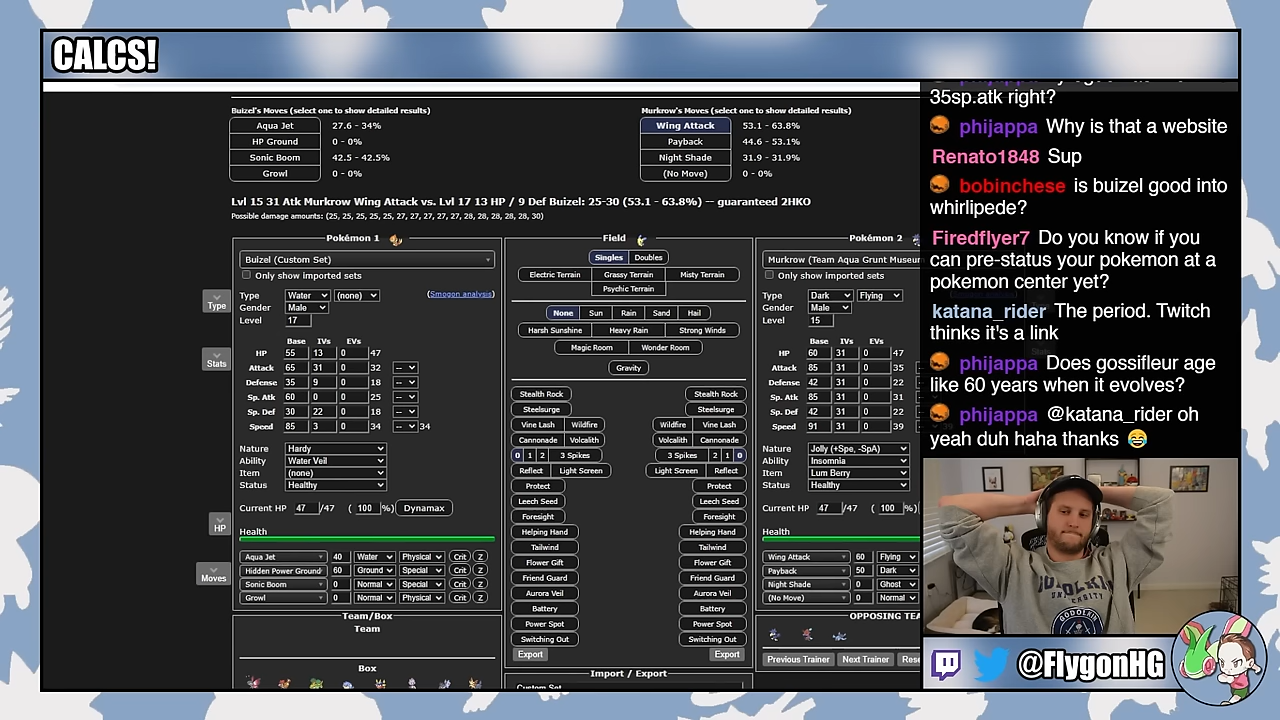 CALCS!
Buizel's Moves (select one to show detailed results)
Aqua Jet 27.6 - 34%
HP Ground 0 - 0%
Sonic Boom 42.5 - 42.5%
Growl 0 - 0%
Murkrow's Moves (select one to show detailed results)
Wing Attack 53.1 - 63.8%
Payback 44.6 - 53.1%
Night Shade 31.9 - 31.9%
(No Move) 0 - 0%
Lvl 15 31 Atk Murkrow Wing Attack vs. Lvl 17 13 HP / 9 Def Buizel: 25-30 (53.1 - 63.8%) -- guaranteed 2HKO
Possible damage amounts: (25, 25, 25, 25, 25, 27, 27, 27, 27, 27, 28, 28, 28, 28, 28, 30)
Type
Stats
HP
Moves
Pokémon 1
Buizel (Custom Set)
Only show imported sets
(Smogon analysis)
Type Water (none)
Gender Male
Level 17
Base IVs EVs
HP 55 13 0 47
Attack 65 31 0 32 --
Defense 35 9 0 18 --
Sp. Atk 60 0 0 25 --
Sp. Def 30 22 0 18 --
Speed 85 3 0 34 -- 34
Nature Hardy
Ability Water Veil
Item (none)
Status Healthy
Current HP 47 /47 ( 100 %) Dynamax
Health
Aqua Jet 40 Water Physical Crit Z
Hidden Power Ground 60 Ground Special Crit Z
Sonic Boom 0 Normal Special Crit Z
Growl 0 Normal Physical Crit Z
Team/Box
Team
Box
Field
Singles Doubles
Electric Terrain Grassy Terrain Misty Terrain
Psychic Terrain
None Sun Rain Sand Hail
Harsh Sunshine Heavy Rain Strong Winds
Magic Room Wonder Room
Gravity
Stealth Rock Stealth Rock
Steelsurge Steelsurge
Vine Lash Wildfire Wildfire Vine Lash
Cannonade Volcalith Volcalith Cannonade
0 1 2 3 Spikes 3 Spikes 2 1 0
Reflect Light Screen Light Screen Reflect
Protect Protect
Leech Seed Leech Seed
Foresight Foresight
Helping Hand Helping Hand
Tailwind Tailwind
Flower Gift Flower Gift
Friend Guard Friend Guard
Aurora Veil Aurora Veil
Battery Battery
Power Spot Power Spot
Switching Out Switching Out
Export Export
Import / Export
Custom Set
Pokémon 2
Murkrow (Team Aqua Grunt Museum
Only show imported sets
Type Dark Flying
Gender Male
Level 15
Base IVs EVs
HP 60 31 0 47
Attack 85 31 0 35
Defense 42 31 0 22
Sp. Atk 85 31 0 31
Sp. Def 42 31 0 22
Speed 91 31 0 39
Nature Jolly (+Spe, -SpA)
Ability Insomnia
Item Lum Berry
Status Healthy
Current HP 47 /47 ( 100 %)
Health
Wing Attack 60 Flying
Payback 50 Dark
Night Shade 0 Ghost
(No Move) 0 Normal
OPPOSING TEA
Previous Trainer Next Trainer Rese
35sp.atk right?
phijappa Why is that a website
Renato1848 Sup
bobinchese is buizel good into
whirlipede?
Firedflyer7 Do you know if you
can pre-status your pokemon at a
pokemon center yet?
katana_rider The period. Twitch
thinks it's a link
phijappa Does gossifleur age
like 60 years when it evolves?
phijappa @katana_rider oh
yeah duh haha thanks 😂
GODOLKIN
UNIVERSITY
@FlygonHG